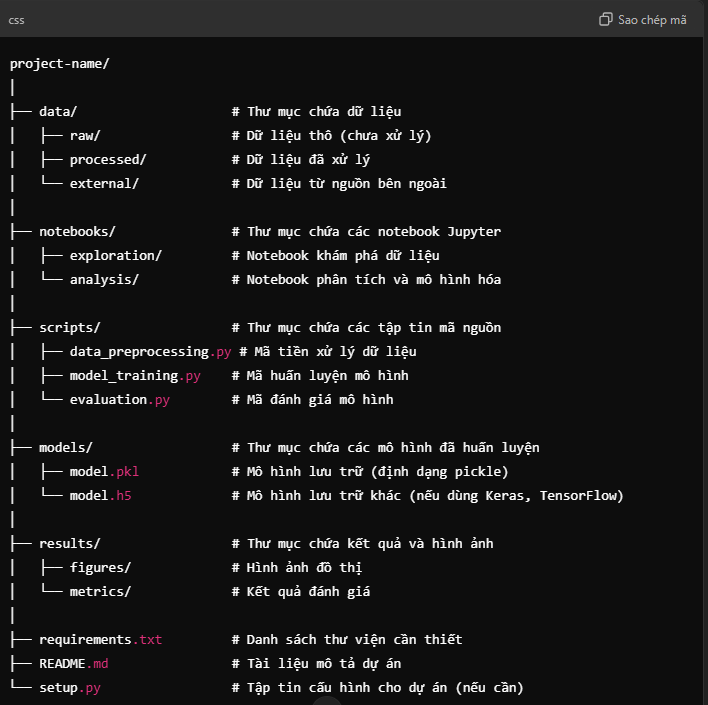 css
Sao chép mã
project-name/
│
├── data/                    # Thư mục chứa dữ liệu
│   ├── raw/                 # Dữ liệu thô (chưa xử lý)
│   ├── processed/           # Dữ liệu đã xử lý
│   └── external/            # Dữ liệu từ nguồn bên ngoài
│
├── notebooks/               # Thư mục chứa các notebook Jupyter
│   ├── exploration/         # Notebook khám phá dữ liệu
│   └── analysis/            # Notebook phân tích và mô hình hóa
│
├── scripts/                 # Thư mục chứa các tập tin mã nguồn
│   ├── data_preprocessing.py # Mã tiền xử lý dữ liệu
│   ├── model_training.py    # Mã huấn luyện mô hình
│   └── evaluation.py        # Mã đánh giá mô hình
│
├── models/                  # Thư mục chứa các mô hình đã huấn luyện
│   ├── model.pkl            # Mô hình lưu trữ (định dạng pickle)
│   └── model.h5             # Mô hình lưu trữ khác (nếu dùng Keras, TensorFlow)
│
├── results/                 # Thư mục chứa kết quả và hình ảnh
│   ├── figures/             # Hình ảnh đồ thị
│   └── metrics/             # Kết quả đánh giá
│
├── requirements.txt         # Danh sách thư viện cần thiết
├── README.md                # Tài liệu mô tả dự án
└── setup.py                 # Tập tin cấu hình cho dự án (nếu cần)